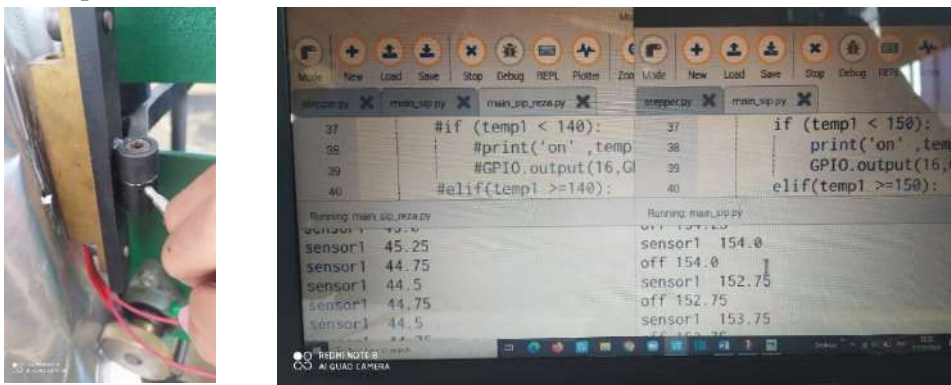 Mode New Load Save Stop Debug REPL Plotter Zoo
main_sip.py main_sip_reza.py
37 #if (temp1 < 140):
38 #print('on' ,temp
39 #GPIO.output(16,G
40 #elif(temp1 >=140):
Running: main_sip_reza.py
sensor1 45.25
sensor1 44.75
sensor1 44.5
sensor1 44.75
sensor1 44.5
Mode New Load Save Stop Debug
stepper.py main_sip.py
37 if (temp1 < 150):
38 print('on' ,tem
39 GPIO.output(16,
40 elif(temp1 >=150):
Running: main_sip.py
sensor1 154.0
off 154.0
sensor1 152.75
off 152.75
sensor1 153.75
REDMI NOTE 8
AI QUAD CAMERA